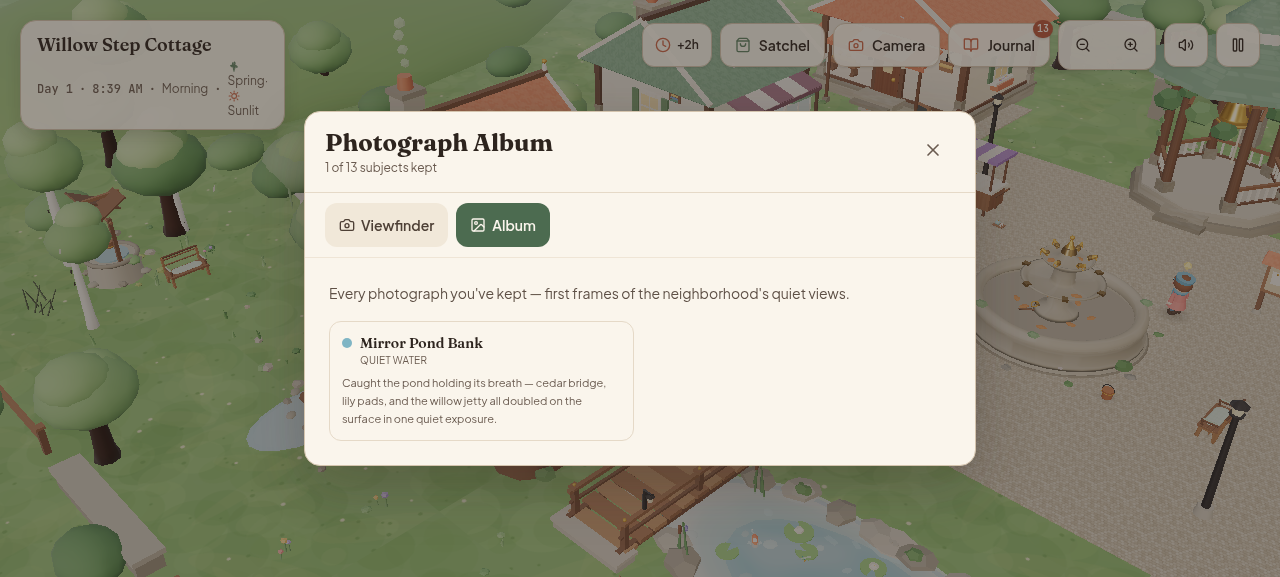 Willow Step Cottage
Day 1 · 8:39 AM · Morning · Spring ·
Sunlit
+2h
Satchel
Camera
Journal
13
Photograph Album
1 of 13 subjects kept
Viewfinder
Album
Every photograph you've kept — first frames of the neighborhood's quiet views.
Mirror Pond Bank
QUIET WATER
Caught the pond holding its breath — cedar bridge,
lily pads, and the willow jetty all doubled on the
surface in one quiet exposure.